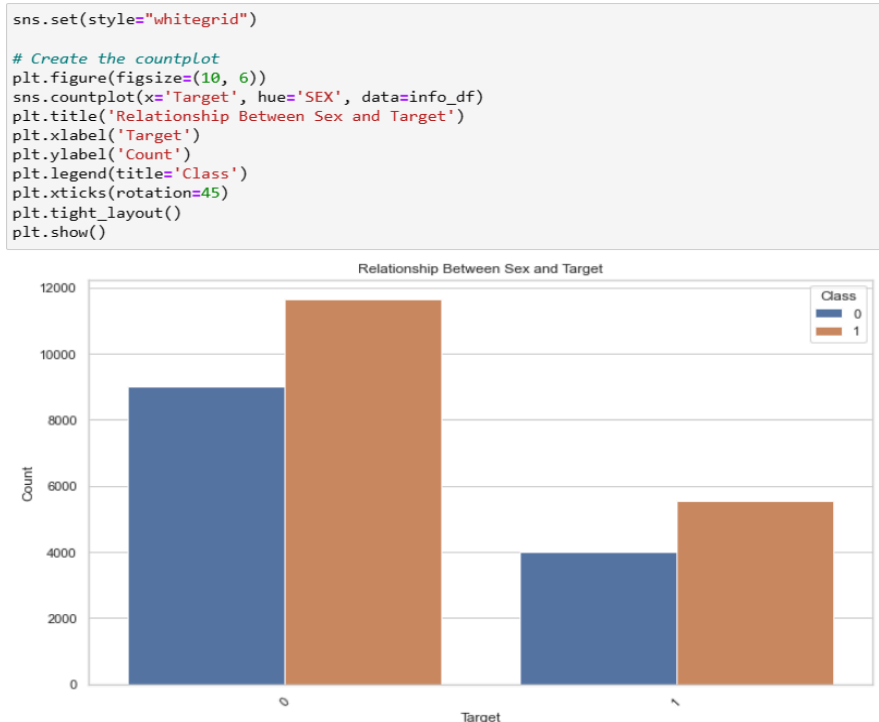 sns.set(style="whitegrid")
# Create the countplot
plt.figure(figsize=(10, 6))
sns.countplot(x='Target', hue='SEX', data=info_df)
plt.title('Relationship Between Sex and Target')
plt.xlabel('Target')
plt.ylabel('Count')
plt.legend(title='Class')
plt.xticks(rotation=45)
plt.tight_layout()
plt.show()
Relationship Between Sex and Target
12000
10000
8000
6000
4000
2000
0
Count
Class
0
1
0
1
Target